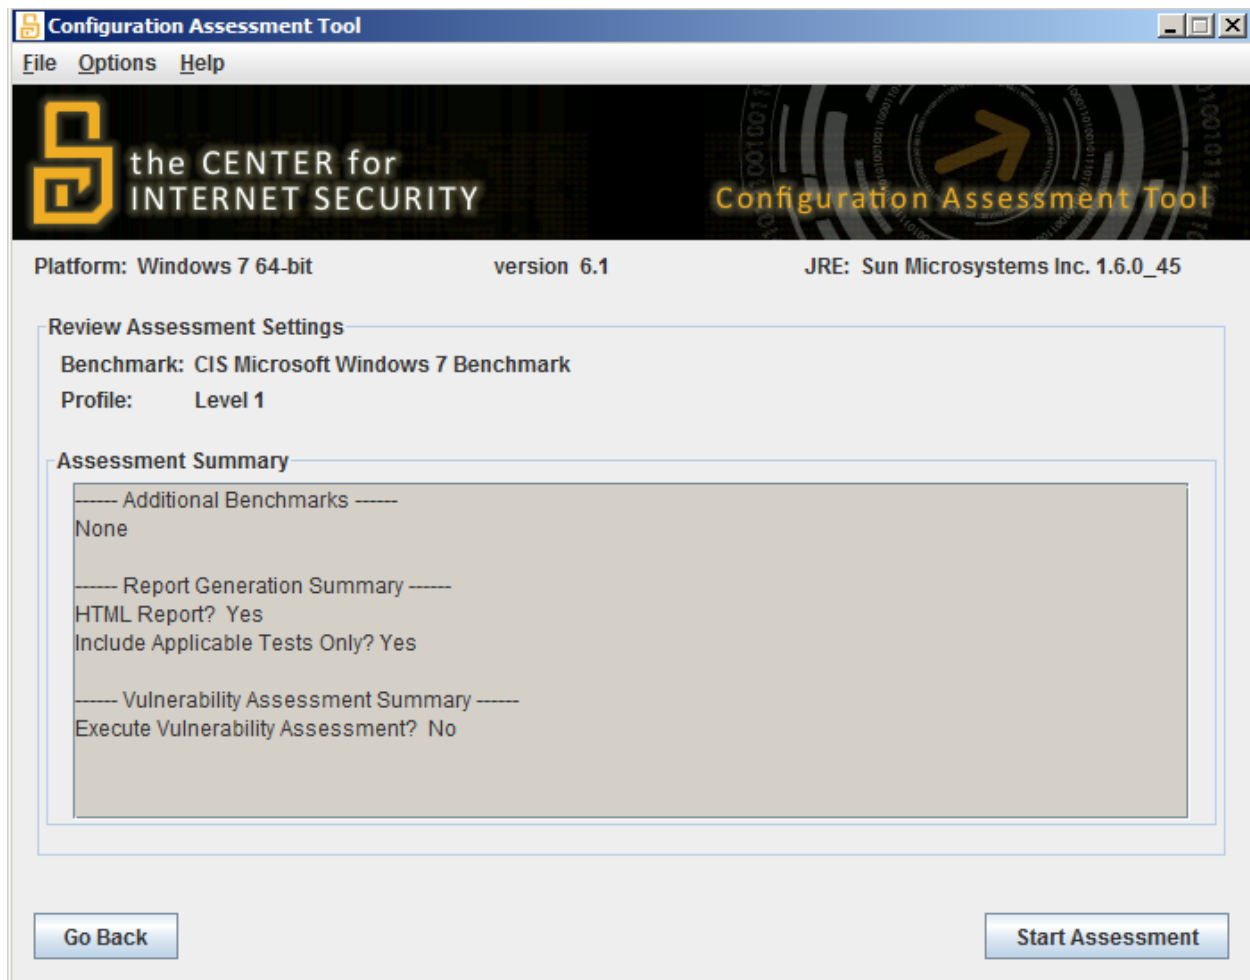 Configuration Assessment Tool
File Options Help
the CENTER for
INTERNET SECURITY
Configuration Assessment Tool
Platform: Windows 7 64-bit version 6.1 JRE: Sun Microsystems Inc. 1.6.0_45
Review Assessment Settings
Benchmark: CIS Microsoft Windows 7 Benchmark
Profile: Level 1
Assessment Summary
------ Additional Benchmarks ------
None
------ Report Generation Summary ------
HTML Report? Yes
Include Applicable Tests Only? Yes
------ Vulnerability Assessment Summary ------
Execute Vulnerability Assessment? No
Go Back Start Assessment